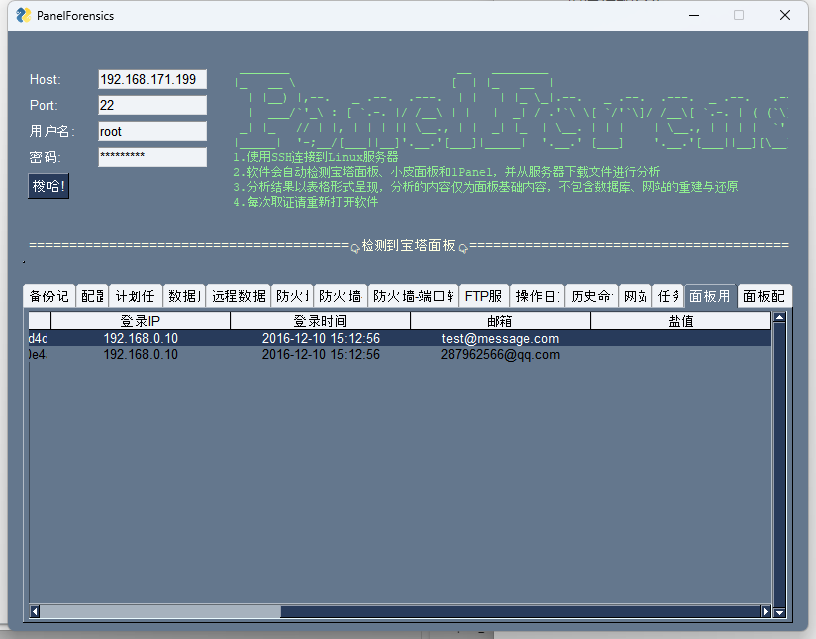 PanelForensics
Host: 192.168.171.199
Port: 22
用户名: root
密码: *********
梭哈!
1.使用SSH连接到Linux服务器
2.软件会自动检测宝塔面板、小皮面板和1Panel，并从服务器下载文件进行分析
3.分析结果以表格形式呈现，分析的内容仅为面板基础内容，不包含数据库、网站的重建与还原
4.每次取证请重新打开软件
检测到宝塔面板
备份记 配置 计划任 数据 远程数据 防火 防火墙 防火墙-端口 FTP服 操作日 历史命 网站 任务 面板用 面板配
登录IP 登录时间 邮箱 盐值
d4c 192.168.0.10 2016-12-10 15:12:56 test@message.com
0e4 192.168.0.10 2016-12-10 15:12:56 287962566@qq.com